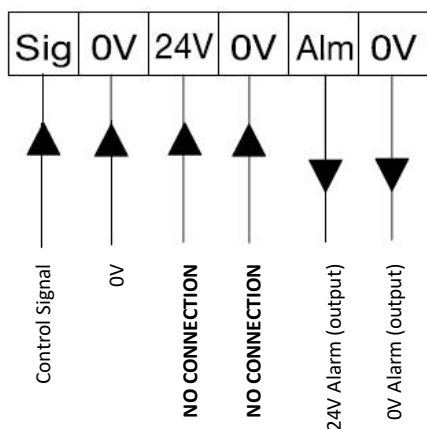 Sig 0V 24V 0V Alm 0V
Control Signal
0V
NO CONNECTION
NO CONNECTION
24V Alarm (output)
0V Alarm (output)